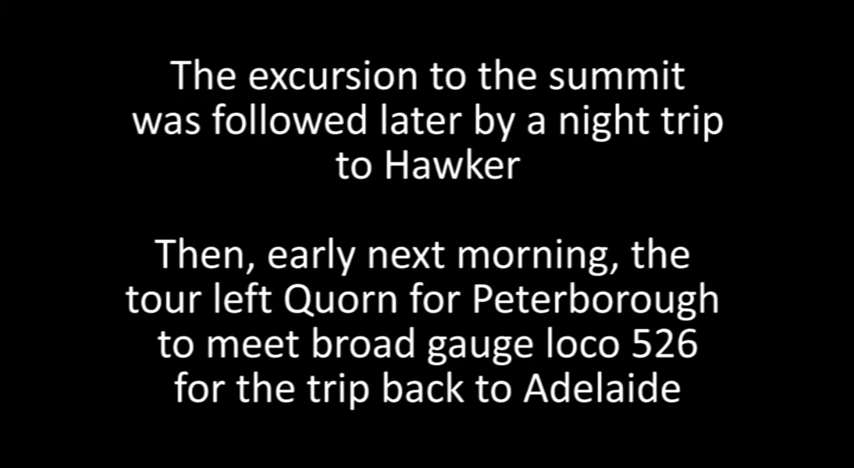 The excursion to the summit
was followed later by a night trip
to Hawker
Then, early next morning, the
tour left Quorn for Peterborough
to meet broad gauge loco 526
for the trip back to Adelaide